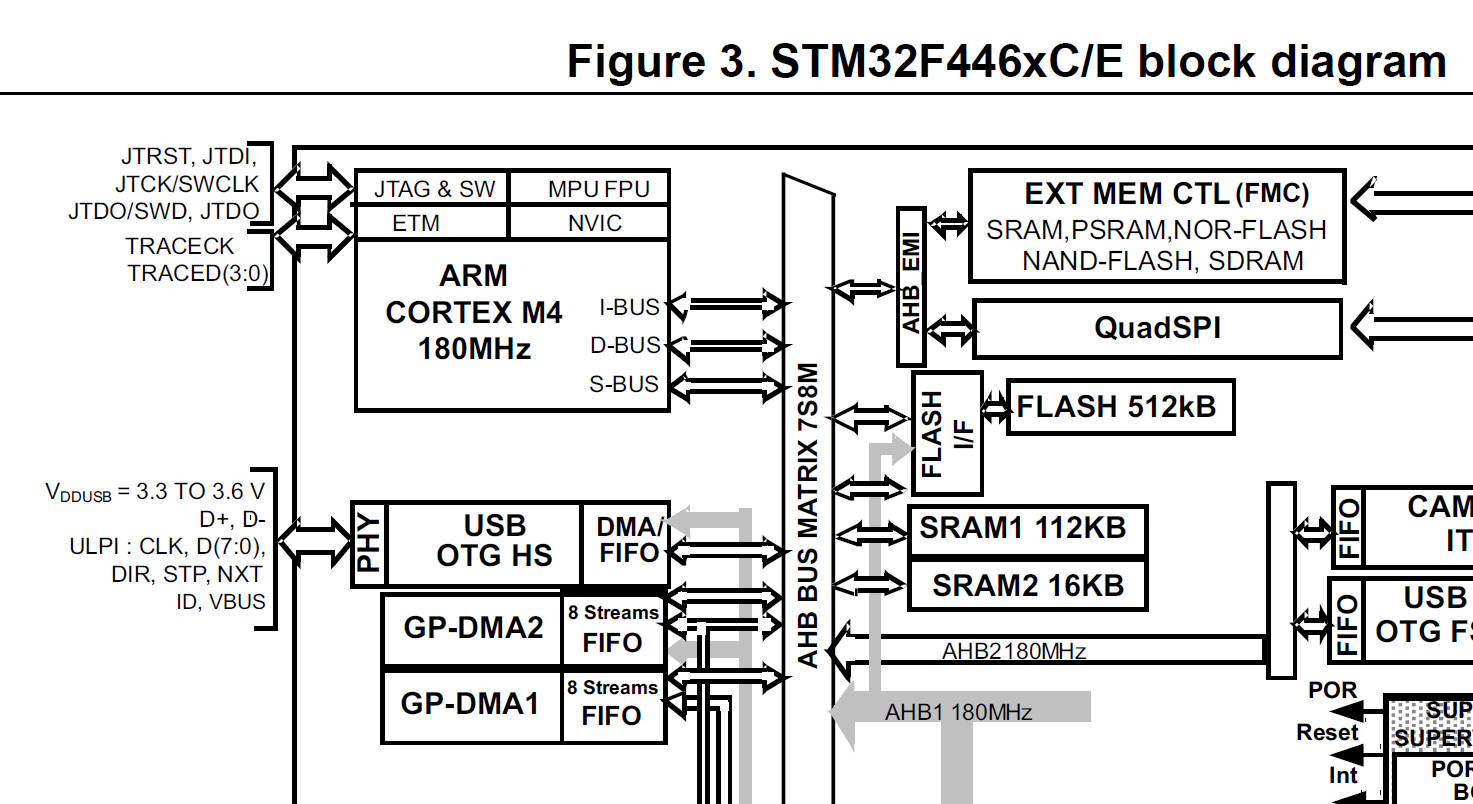 Figure 3. STM32F446xC/E block diagram
JTRST, JTDI,
JTCK/SWCLK
JTDO/SWD, JTDO
TRACECK
TRACED(3:0)
JTAG & SW
MPU FPU
ETM
NVIC
ARM
CORTEX M4
180MHz
I-BUS
D-BUS
S-BUS
AHB BUS MATRIX 7S8M
AHB EMI
EXT MEM CTL (FMC)
SRAM,PSRAM,NOR-FLASH
NAND-FLASH, SDRAM
QuadSPI
FLASH
I/F
FLASH 512kB
SRAM1 112KB
SRAM2 16KB
VDDUSB = 3.3 TO 3.6 V
D+, D-
ULPI : CLK, D(7:0),
DIR, STP, NXT
ID, VBUS
PHY
USB
OTG HS
DMA/
FIFO
GP-DMA2
8 Streams
FIFO
GP-DMA1
8 Streams
FIFO
AHB2180MHz
AHB1 180MHz
FIFO
CAM
IT
FIFO
USB
OTG FS
POR
Reset
Int
SUP
SUPER
POR
BO